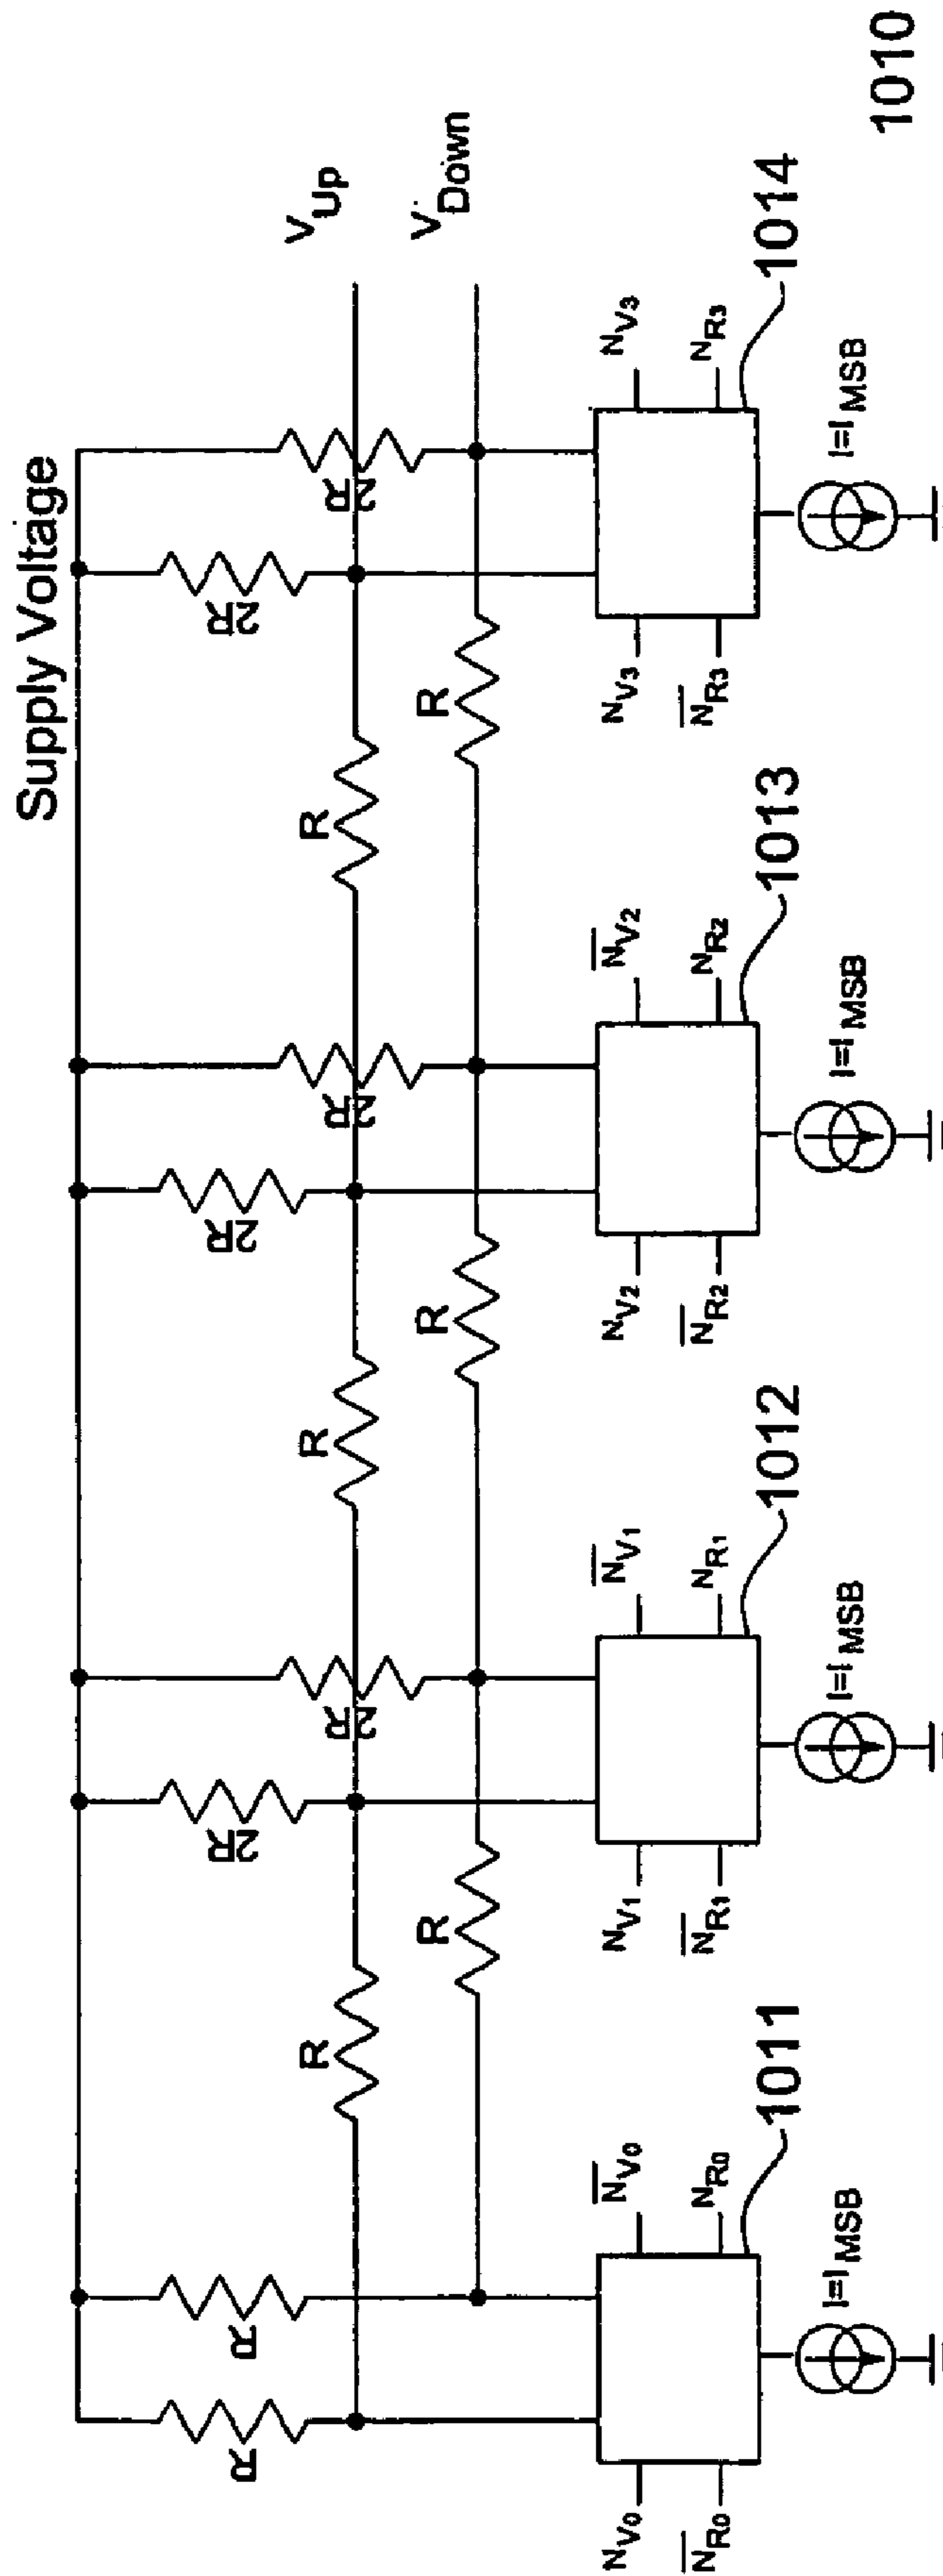 Supply Voltage
R R 2R 2R 2R
2R 2R 2R
R R R V_Up
R R R V_Down
N_V0 N̅_V0 N_V1 N̅_V1 N_V2 N̅_V2 N_V3 N_V3
N̅_R0 N_R0 N̅_R1 N_R1 N̅_R2 N_R2 N̅_R3 N_R3
1011 1012 1013 1014
I=I_MSB I=I_MSB I=I_MSB I=I_MSB
1010